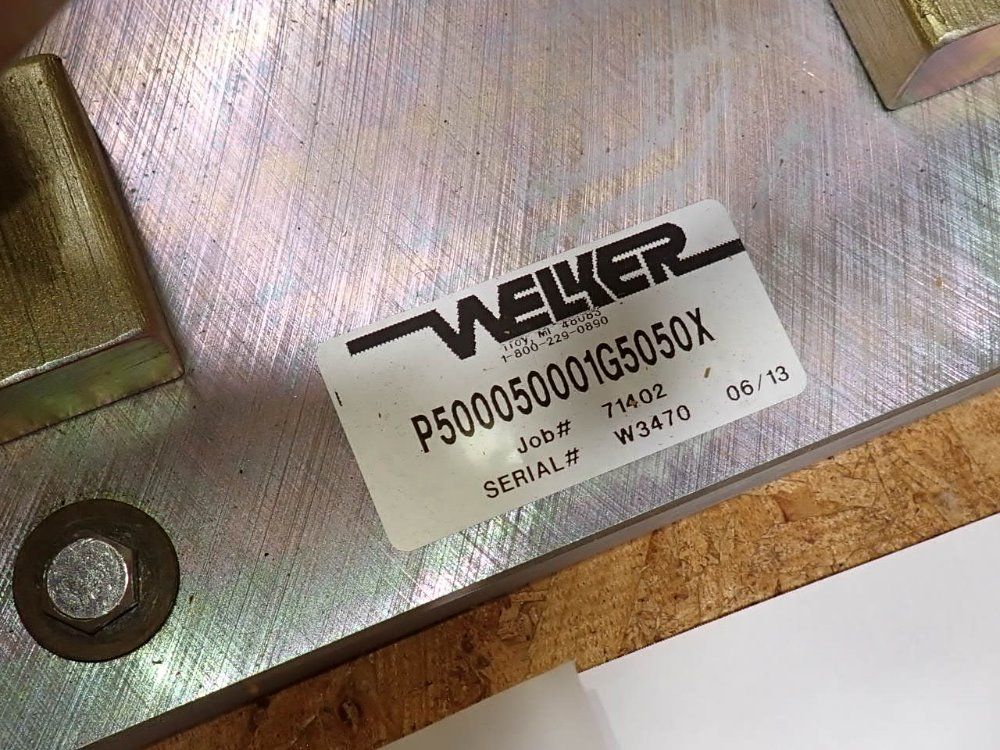 WELKER
Troy, MI 48083
1-800-229-0890
P500050001G5050X
Job# 71402
SERIAL# W3470 06/13